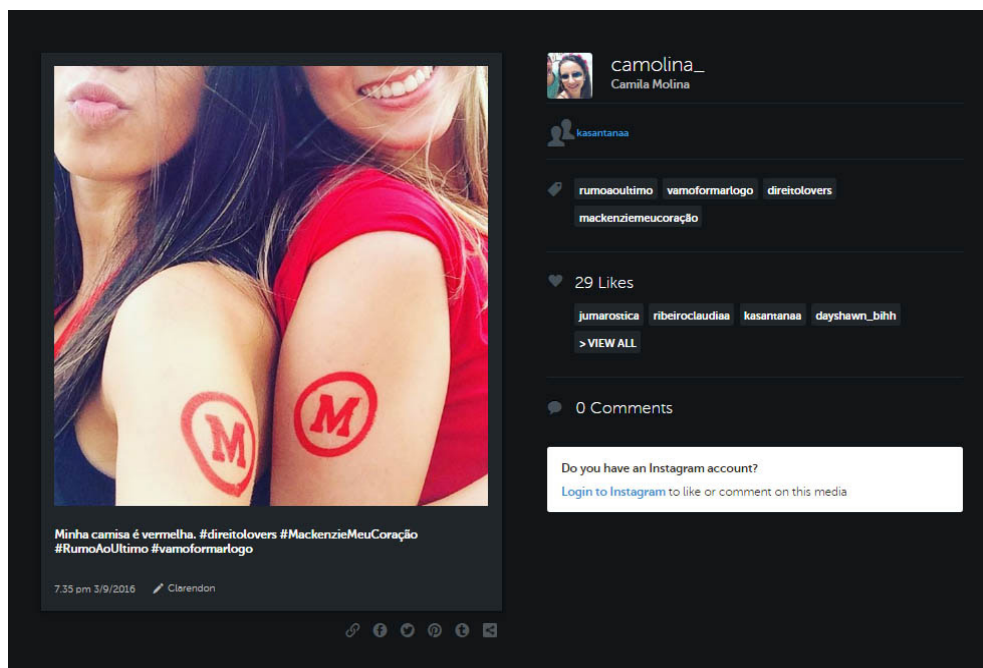 M
M
Minha camisa é vermelha. #direitolovers #MackenzieMeuCoração
#RumoAoUltimo #vamoformarlogo
7.35 pm 3/9/2016 Clarendon
camolina_
Camila Molina
kasantanaa
rumoaoultimo vamoformarlogo direitolovers
mackenziemeucoração
29 Likes
jumarostica ribeiroclaudiaa kasantanaa dayshawn_bihh
> VIEW ALL
0 Comments
Do you have an Instagram account?
Login to Instagram to like or comment on this media